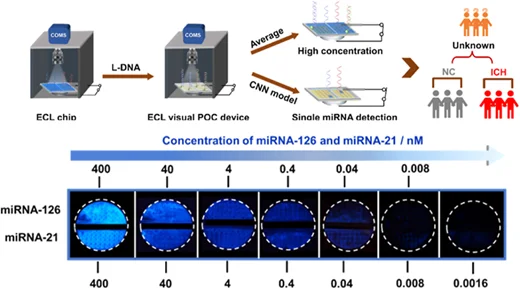 COMS
COMS
L-DNA
Average
CNN model
High concentration
Single miRNA detection
Unknown
NC
ICH
ECL chip
ECL visual POC device
Concentration of miRNA-126 and miRNA-21 / nM
400 40 4 0.4 0.04 0.008
miRNA-126
miRNA-21
400 40 4 0.4 0.04 0.008 0.0016